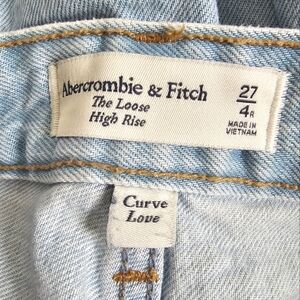 Abercrombie & Fitch
The Loose
High Rise
27
4R
MADE IN
VIETNAM
Curve
Love